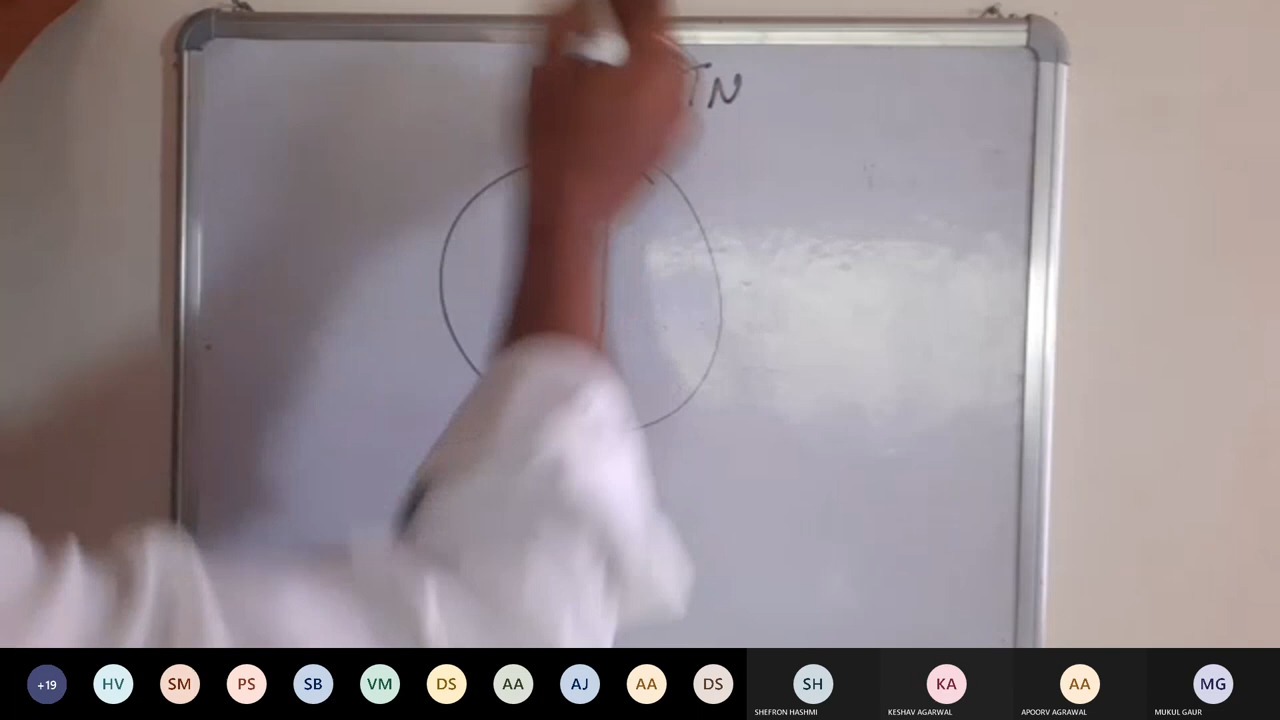 TN
+19 HV SM PS SB VM DS AA AJ AA DS SH KA AA MG
SHEFRON HASHMI KESHAV AGARWAL APOORV AGRAWAL MUKUL GAUR